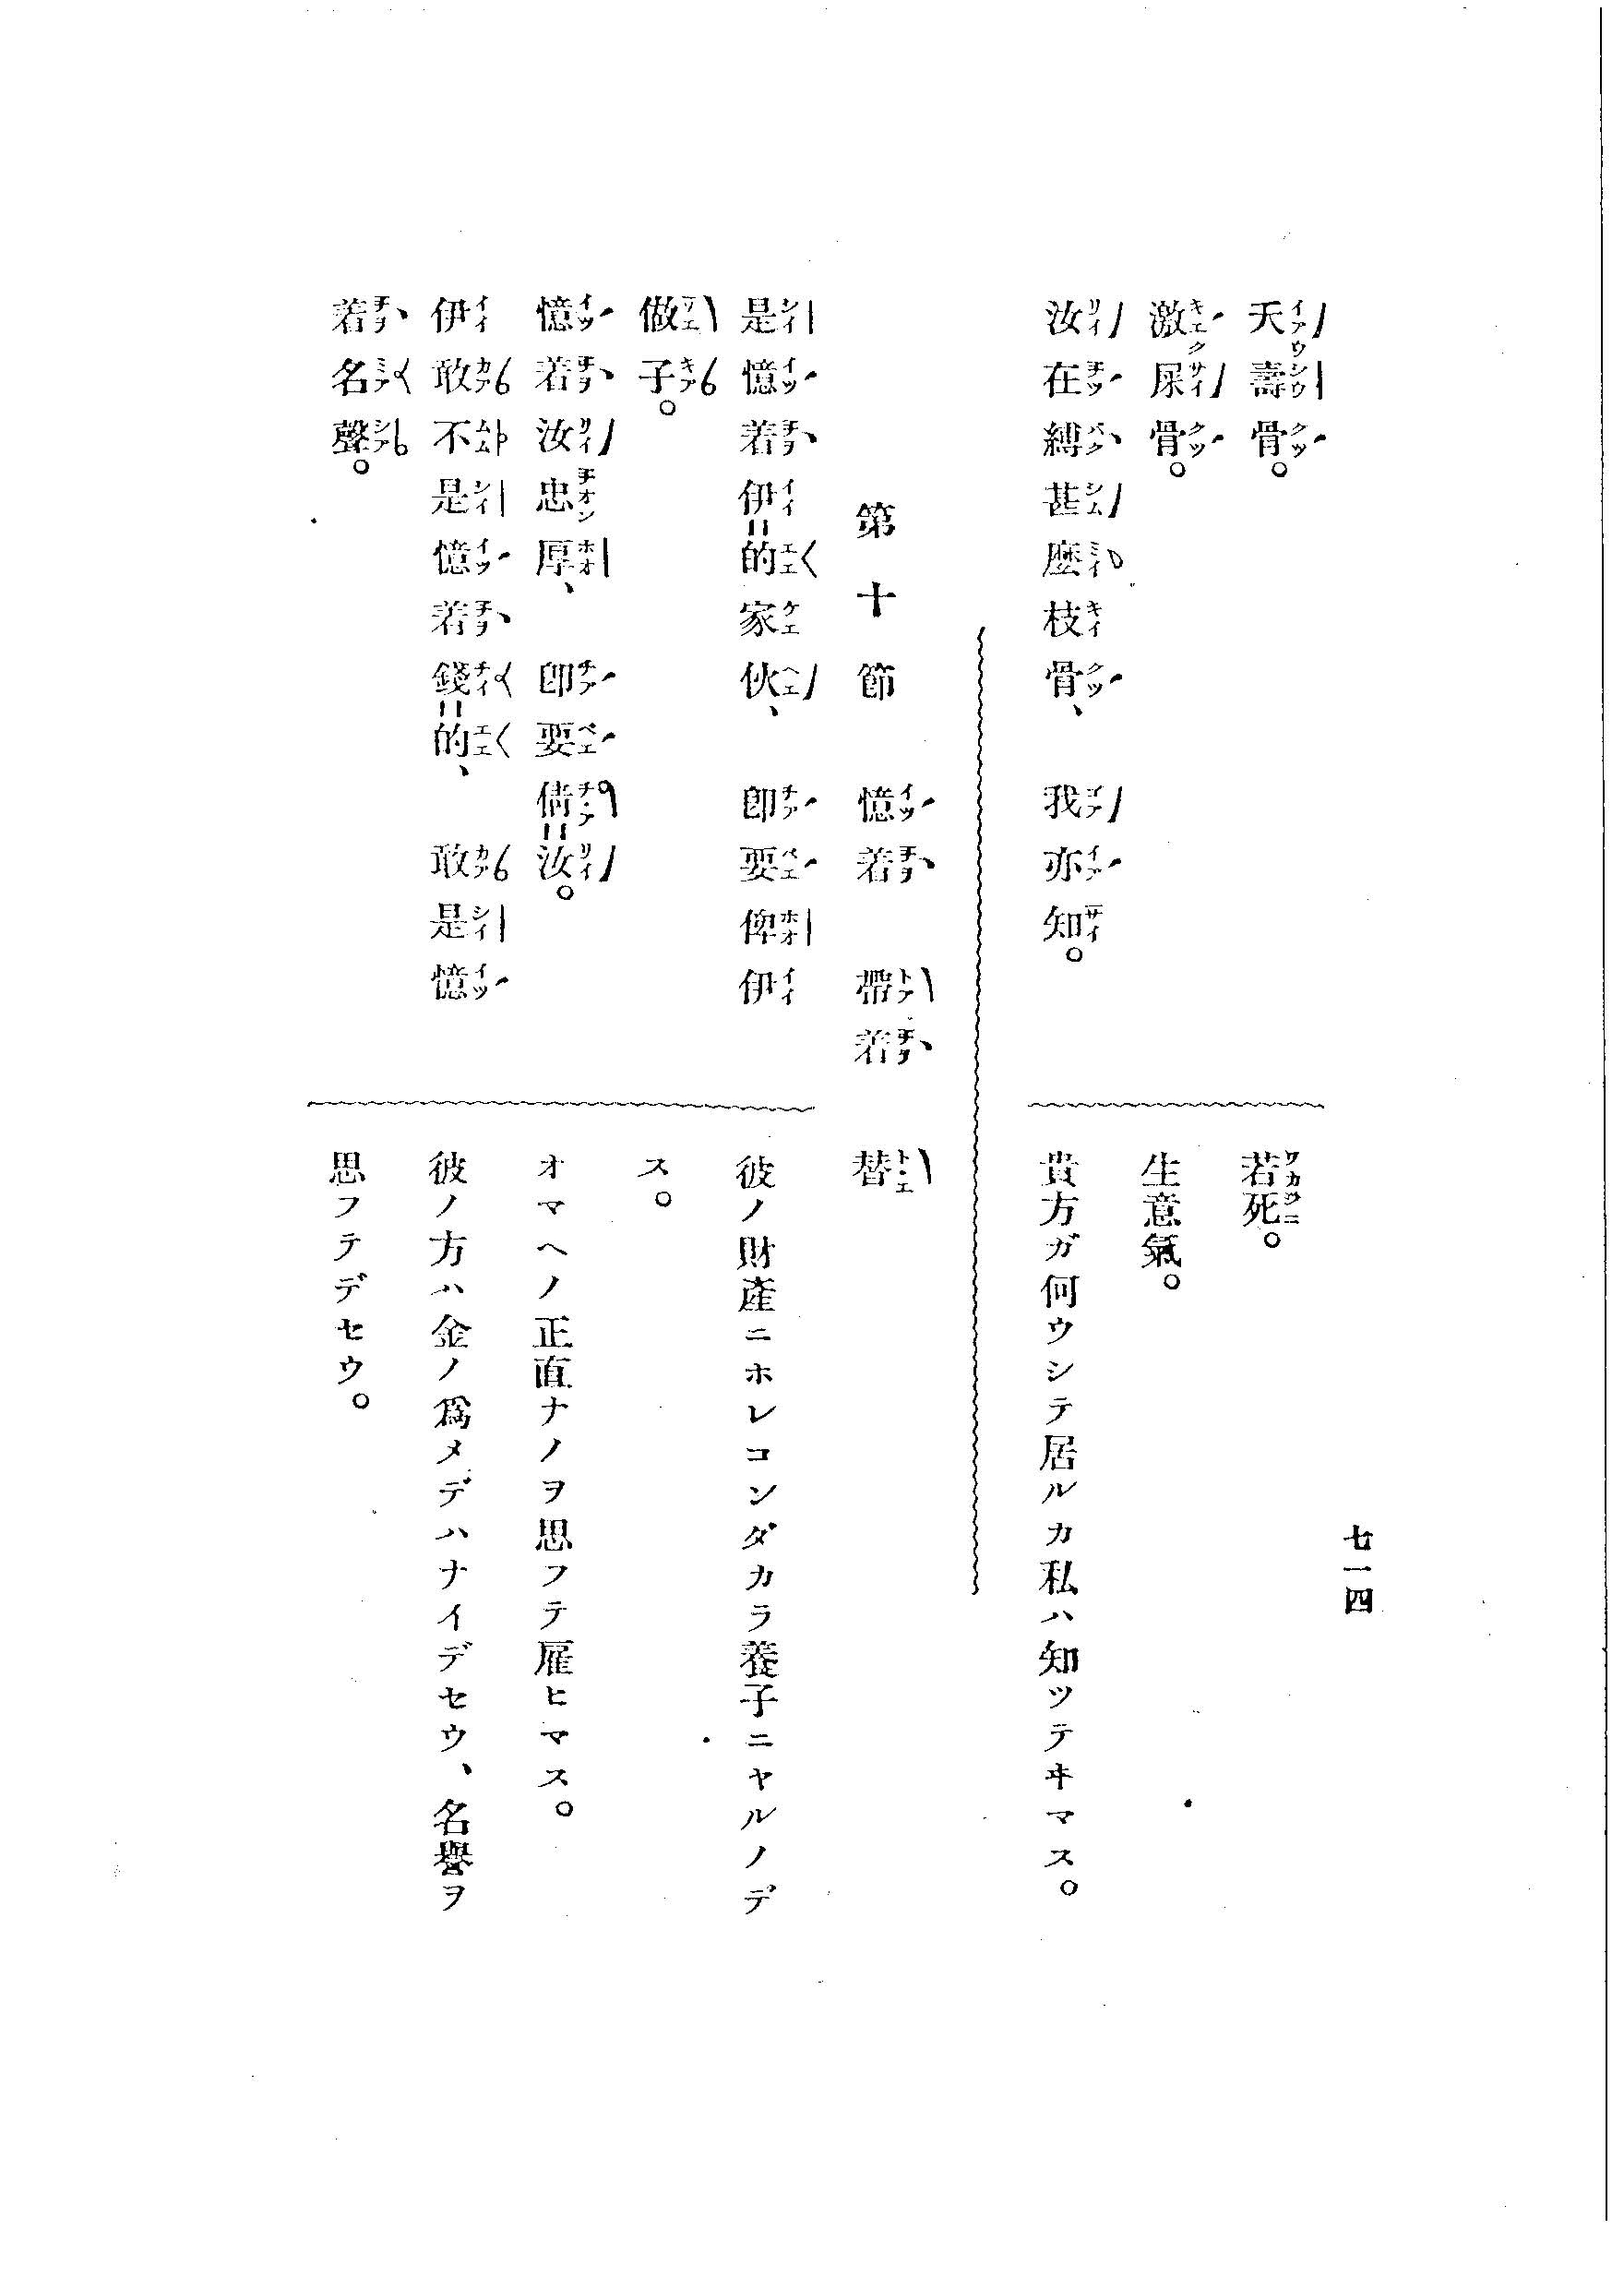 七一四
夭壽骨。
若死。
激屎骨。
生意氣。
汝在縛甚麼枝骨、我亦知。
貴方ガ何ウシテ居ルカ私ハ知ツテヰマス。
第十節 憶着 帶着 替
是憶着伊=的家伙、卽要俾伊
做子。
彼ノ財產ニホレコンダカラ養子ニヤルノデ
ス。
憶着汝忠厚、卽要倩=汝。
オマヘノ正直ナノヲ思フテ雇ヒマス。
伊敢不是憶着錢=的、敢是憶
着名聲。
彼ノ方ハ金ノ爲メデハナイデセウ、名譽ヲ
思フテデセウ。